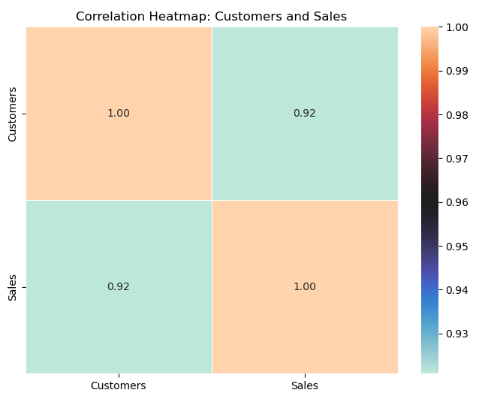 Correlation Heatmap: Customers and Sales
Customers
1.00
0.92
Sales
0.92
1.00
Customers
Sales
1.00
0.99
0.98
0.97
0.96
0.95
0.94
0.93